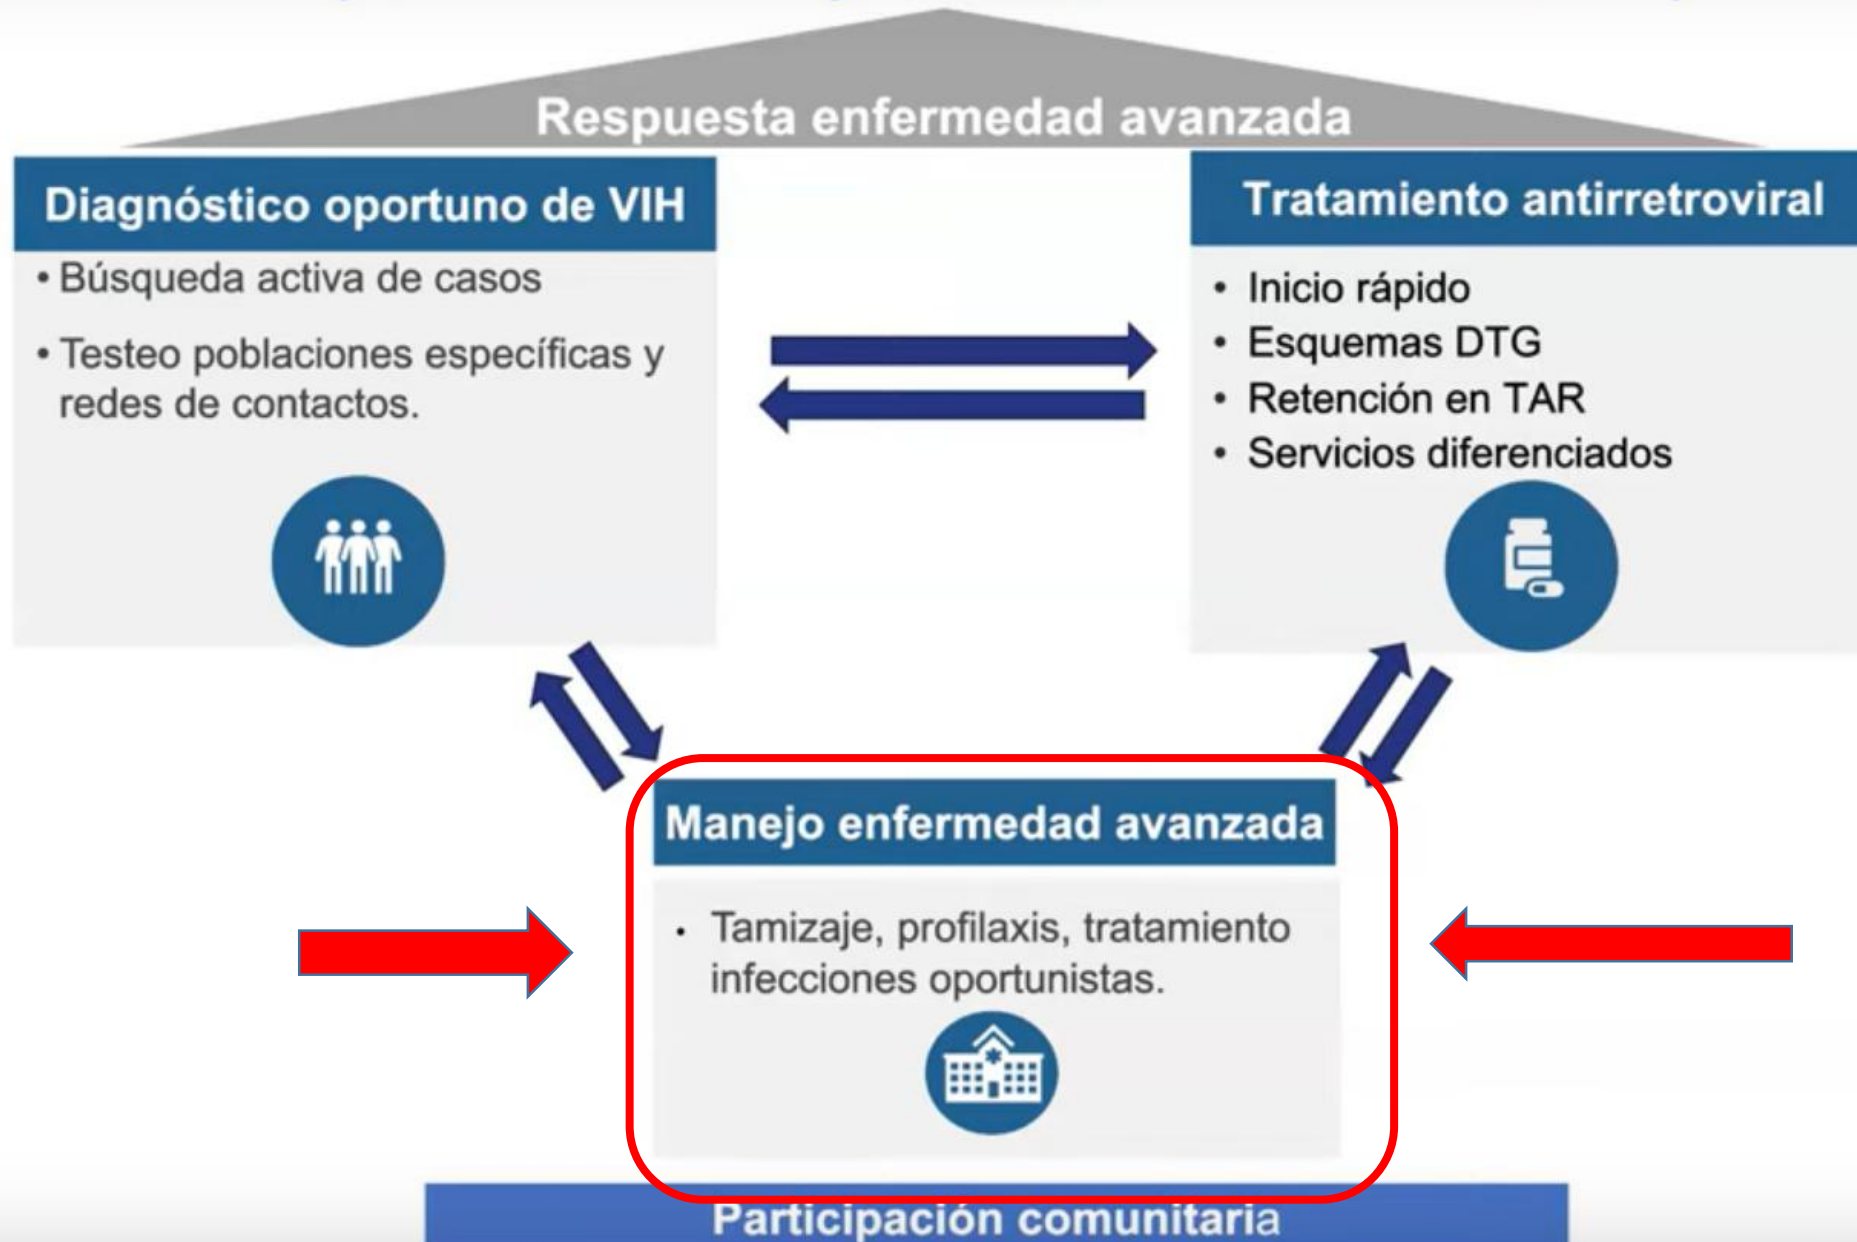 Respuesta enfermedad avanzada
Diagnóstico oportuno de VIH
• Búsqueda activa de casos
• Testeo poblaciones específicas y
redes de contactos.
Tratamiento antirretroviral
• Inicio rápido
• Esquemas DTG
• Retención en TAR
• Servicios diferenciados
Manejo enfermedad avanzada
• Tamizaje, profilaxis, tratamiento
infecciones oportunistas.
Participación comunitaria